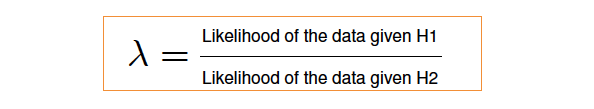 λ =
Likelihood of the data given H1
Likelihood of the data given H2